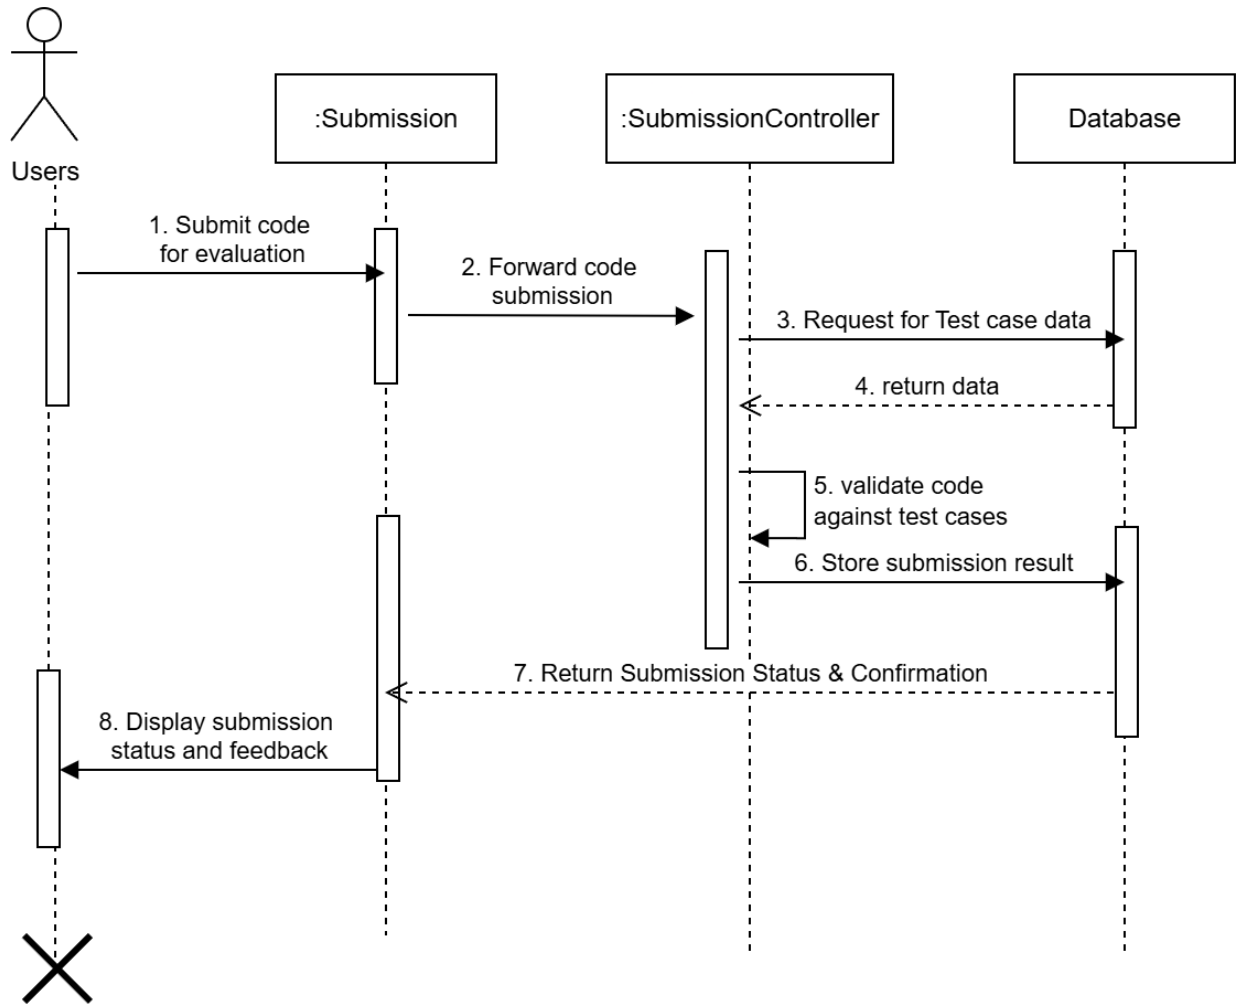 Users
:Submission
:SubmissionController
Database
1. Submit code
for evaluation
2. Forward code
submission
3. Request for Test case data
4. return data
5. validate code
against test cases
6. Store submission result
7. Return Submission Status & Confirmation
8. Display submission
status and feedback